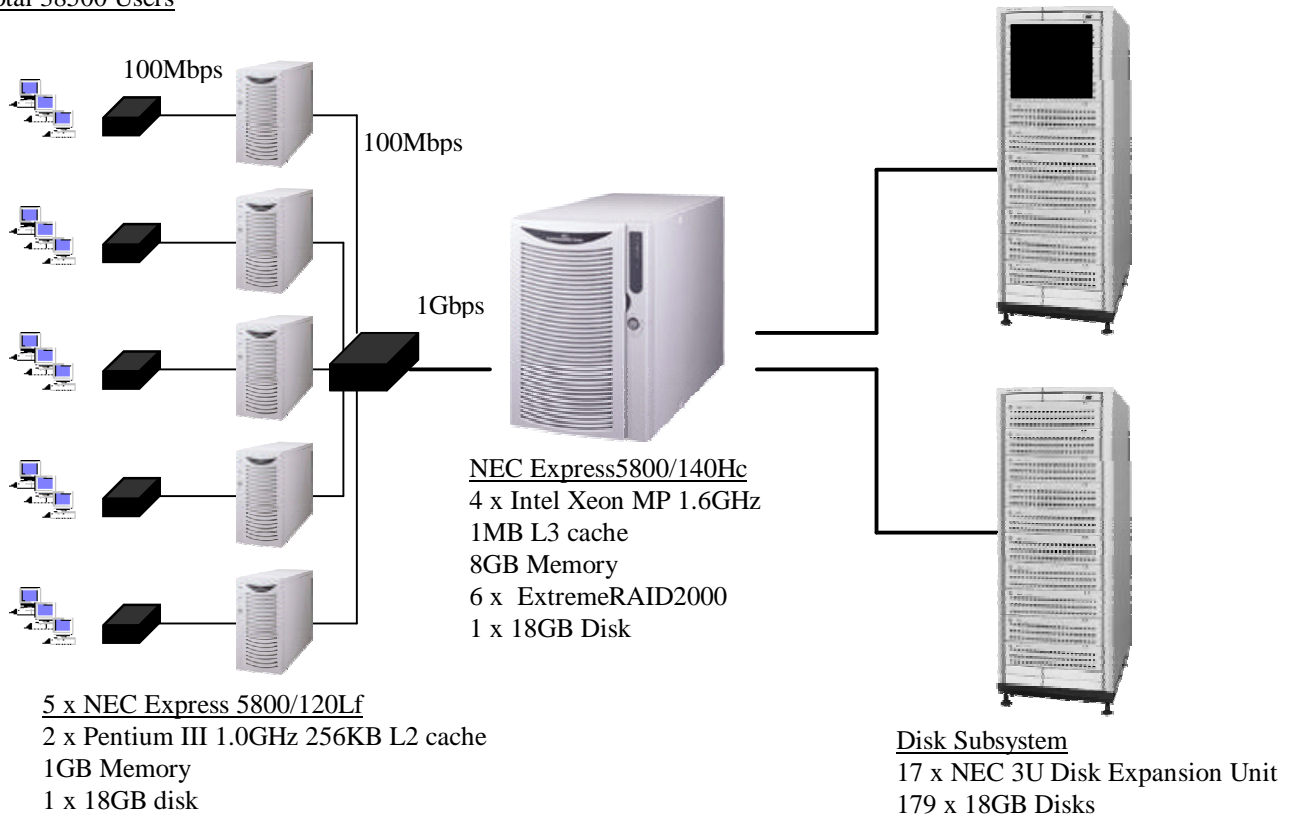 38500 Users
100Mbps
100Mbps
1Gbps
NEC Express5800/140Hc
4 x Intel Xeon MP 1.6GHz
1MB L3 cache
8GB Memory
6 x  ExtremeRAID2000
1 x 18GB Disk
5 x NEC Express 5800/120Lf
2 x Pentium III 1.0GHz 256KB L2 cache
1GB Memory
1 x 18GB disk
Disk Subsystem
17 x NEC 3U Disk Expansion Unit
179 x 18GB Disks